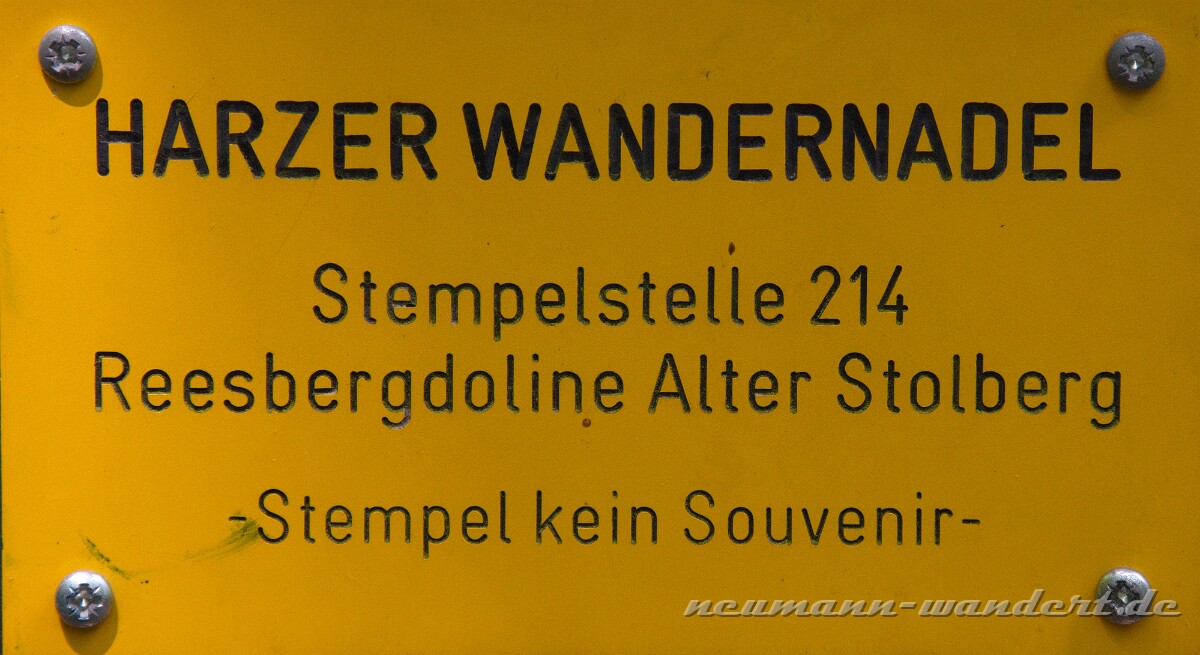 HARZER WANDERNADEL
Stempelstelle 214
Reesbergdoline Alter Stolberg
-Stempel kein Souvenir-
neumann-wandert.de